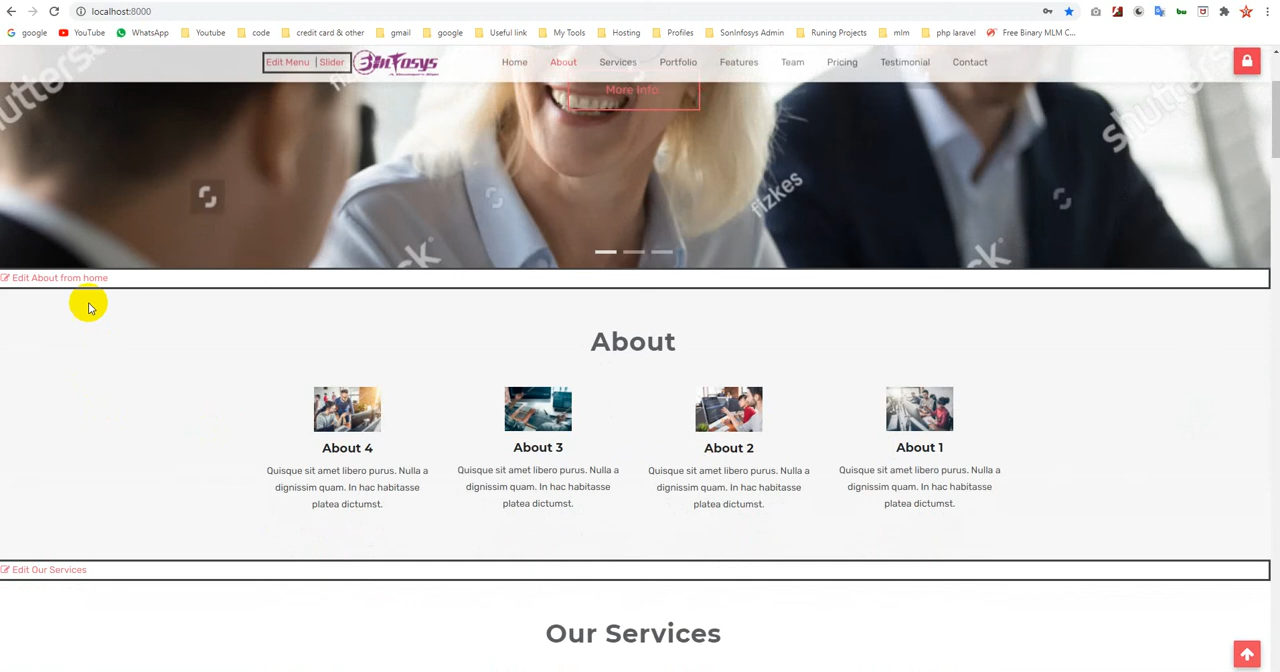 localhost:8000
google YouTube WhatsApp Youtube code credit card & other gmail google Useful link My Tools Hosting Profiles SonInfosys Admin Runing Projects mlm php laravel Free Binary MLM C...
Edit Menu | Slider
Infosys
Home About Services Portfolio Features Team Pricing Testimonial Contact
More Info
fizkes
Edit About from home
About
About 4
Quisque sit amet libero purus. Nulla a
dignissim quam. In hac habitasse
platea dictumst.
About 3
Quisque sit amet libero purus. Nulla a
dignissim quam. In hac habitasse
platea dictumst.
About 2
Quisque sit amet libero purus. Nulla a
dignissim quam. In hac habitasse
platea dictumst.
About 1
Quisque sit amet libero purus. Nulla a
dignissim quam. In hac habitasse
platea dictumst.
Edit Our Services
Our Services